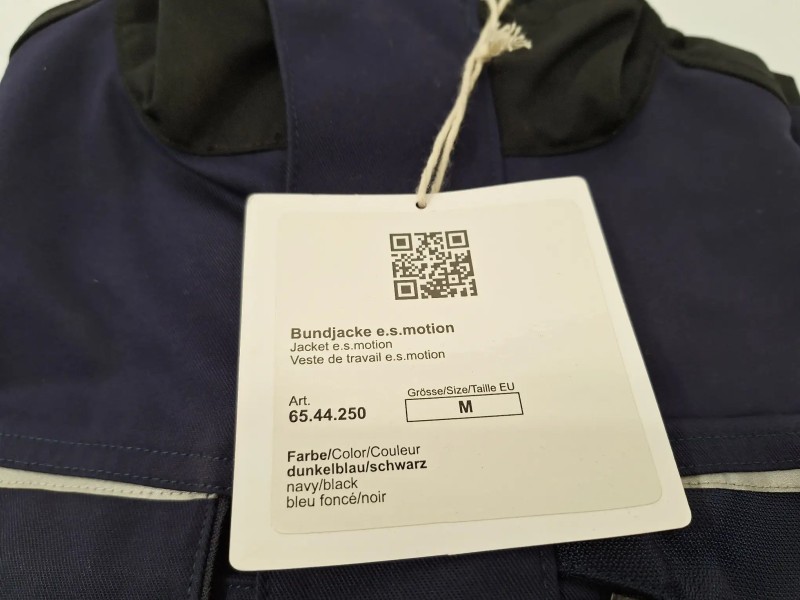 Bundjacke e.s.motion
Jacket e.s.motion
Veste de travail e.s.motion
Art.
65.44.250
Grösse/Size/Taille EU
M
Farbe/Color/Couleur
dunkelblau/schwarz
navy/black
bleu foncé/noir